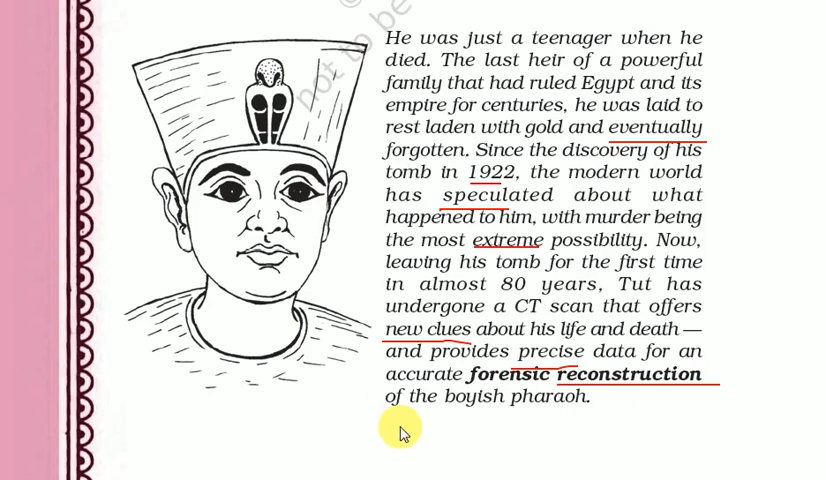 not to be
He was just a teenager when he
died. The last heir of a powerful
family that had ruled Egypt and its
empire for centuries, he was laid to
rest laden with gold and eventually
forgotten. Since the discovery of his
tomb in 1922, the modern world
has speculated about what
happened to him, with murder being
the most extreme possibility. Now,
leaving his tomb for the first time
in almost 80 years, Tut has
undergone a CT scan that offers
new clues about his life and death —
and provides precise data for an
accurate forensic reconstruction
of the boyish pharaoh.